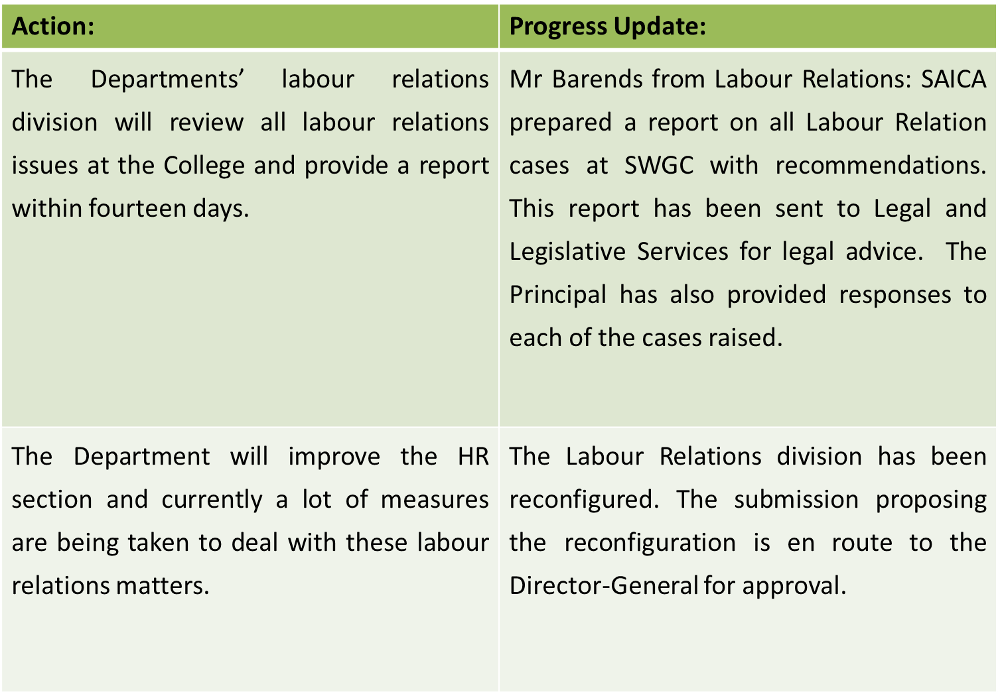 Action:
Progress Update:
The Departments’ labour relations
division will review all labour relations
issues at the College and provide a report
within fourteen days.
Mr Barends from Labour Relations: SAICA
prepared a report on all Labour Relation
cases at SWGC with recommendations.
This report has been sent to Legal and
Legislative Services for legal advice.  The
Principal has also provided responses to
each of the cases raised.
The Department will improve the HR
section and currently a lot of measures
are being taken to deal with these labour
relations matters.
The Labour Relations division has been
reconfigured. The submission proposing
the reconfiguration is en route to the
Director-General for approval.